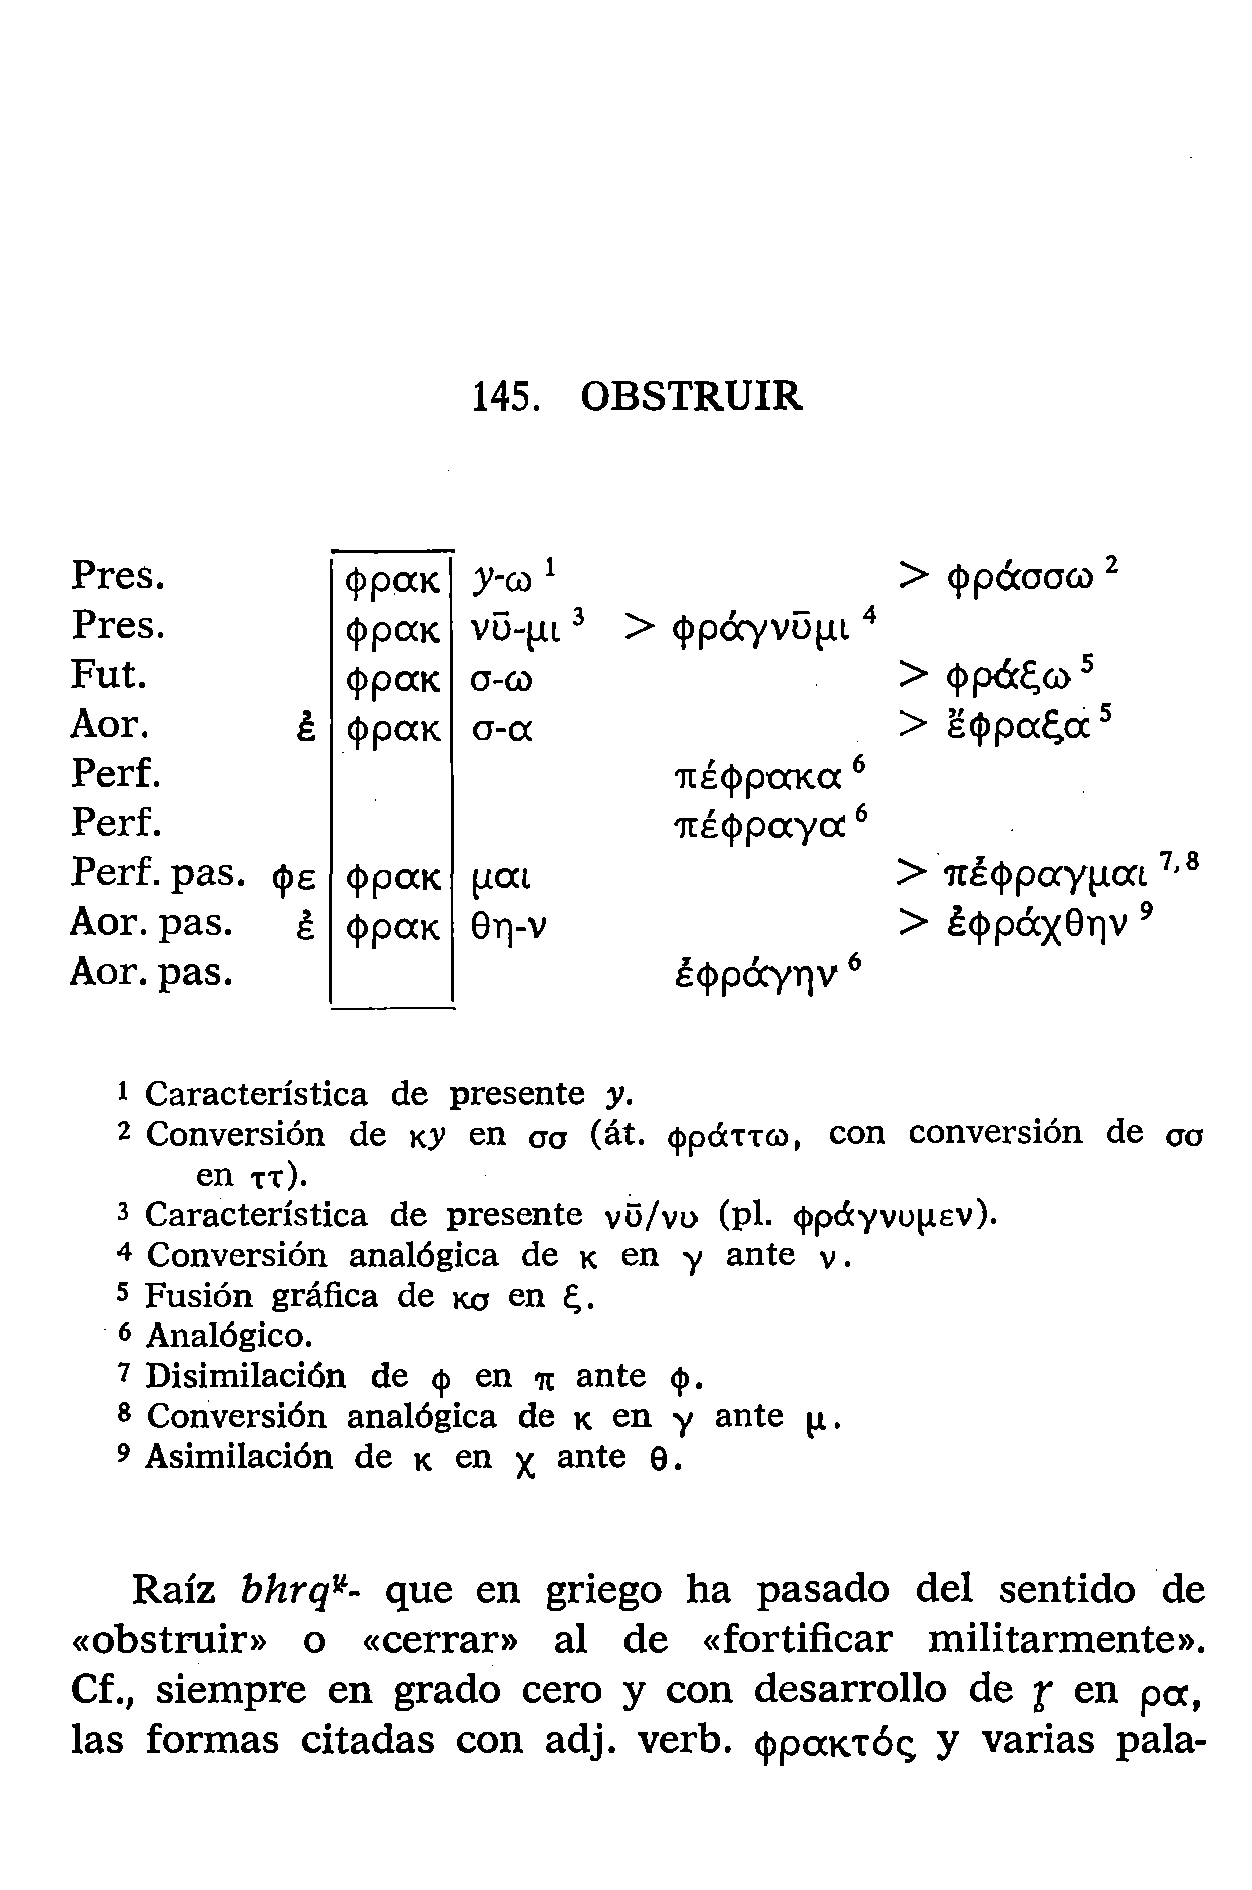 145. OBSTRUIR
Pres. φρακ y-ω ¹ > φράσσω ²
Pres. φρακ νῡ-μι ³ > φράγνῡμι ⁴
Fut. φρακ σ-ω > φράξω ⁵
Aor. ἐ φρακ σ-α > ἔφραξα ⁵
Perf. πέφρακα ⁶
Perf. πέφραγα ⁶
Perf. pas. φε φρακ μαι > πέφραγμαι ⁷,⁸
Aor. pas. ἐ φρακ θη-ν > ἐφράχθην ⁹
Aor. pas. ἐφράγην ⁶
¹ Característica de presente y.
² Conversión de κy en σσ (át. φράττω, con conversión de σσ
en ττ).
³ Característica de presente νῡ/νυ (pl. φράγνυμεν).
⁴ Conversión analógica de κ en γ ante ν.
⁵ Fusión gráfica de κσ en ξ.
⁶ Analógico.
⁷ Disimilación de φ en π ante φ.
⁸ Conversión analógica de κ en γ ante μ.
⁹ Asimilación de κ en χ ante θ.
Raíz bhrqᵘ̯- que en griego ha pasado del sentido de
«obstruir» o «cerrar» al de «fortificar militarmente».
Cf., siempre en grado cero y con desarrollo de r̥ en ρα,
las formas citadas con adj. verb. φρακτός y varias pala-